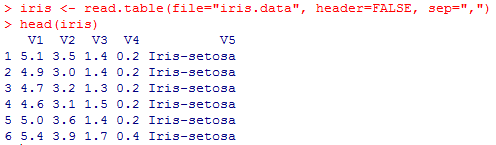 > iris <- read.table(file="iris.data", header=FALSE, sep=",")
> head(iris)
   V1  V2  V3  V4          V5
1 5.1 3.5 1.4 0.2 Iris-setosa
2 4.9 3.0 1.4 0.2 Iris-setosa
3 4.7 3.2 1.3 0.2 Iris-setosa
4 4.6 3.1 1.5 0.2 Iris-setosa
5 5.0 3.6 1.4 0.2 Iris-setosa
6 5.4 3.9 1.7 0.4 Iris-setosa